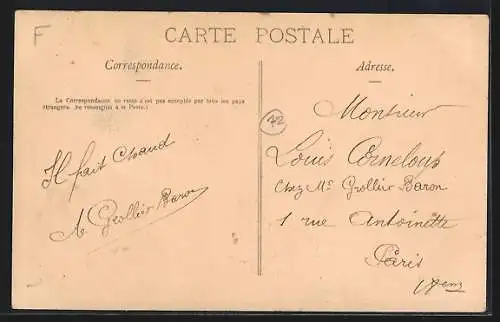 F
CARTE POSTALE
Correspondance.
Adresse.
La Correspondance au recto n'est pas acceptée par tous les pays
étrangers. (Se renseigner à la Poste.)
72
Il fait Chaud
A Grollier Baron
Monsieur
Louis Corneloup
Chez Mr Grollier Baron
1 rue Antoinette
Paris